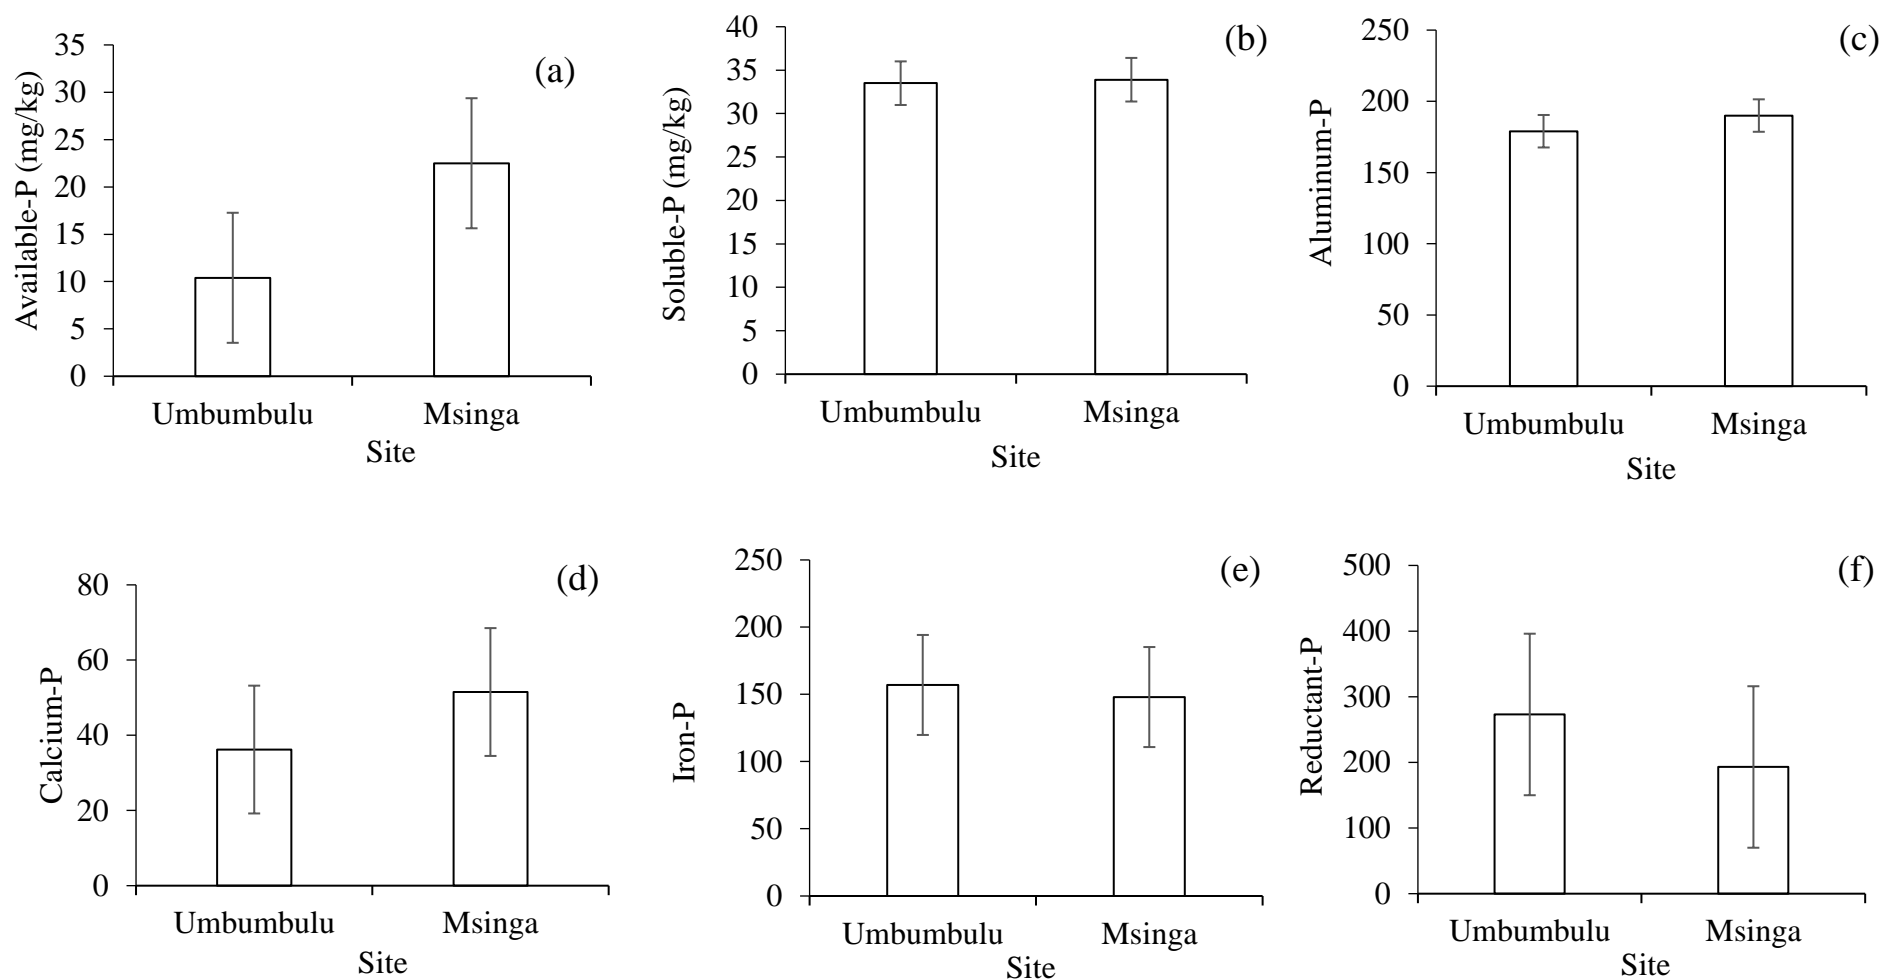 (a)
Available-P (mg/kg)
35
30
25
20
15
10
5
0
Umbumbulu Msinga
Site
(b)
Soluble-P (mg/kg)
40
35
30
25
20
15
10
5
0
Umbumbulu Msinga
Site
(c)
Aluminum-P
250
200
150
100
50
0
Umbumbulu Msinga
Site
(d)
Calcium-P
80
60
40
20
0
Umbumbulu Msinga
Site
(e)
Iron-P
250
200
150
100
50
0
Umbumbulu Msinga
Site
(f)
Reductant-P
500
400
300
200
100
0
Umbumbulu Msinga
Site